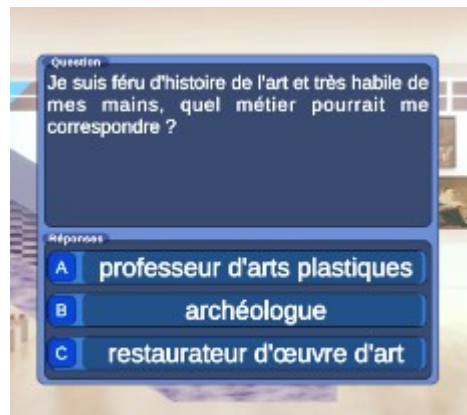 Question
Je suis féru d'histoire de l'art et très habile de
mes mains, quel métier pourrait me
correspondre ?
Réponses
A professeur d'arts plastiques
B archéologue
C restaurateur d'œuvre d'art